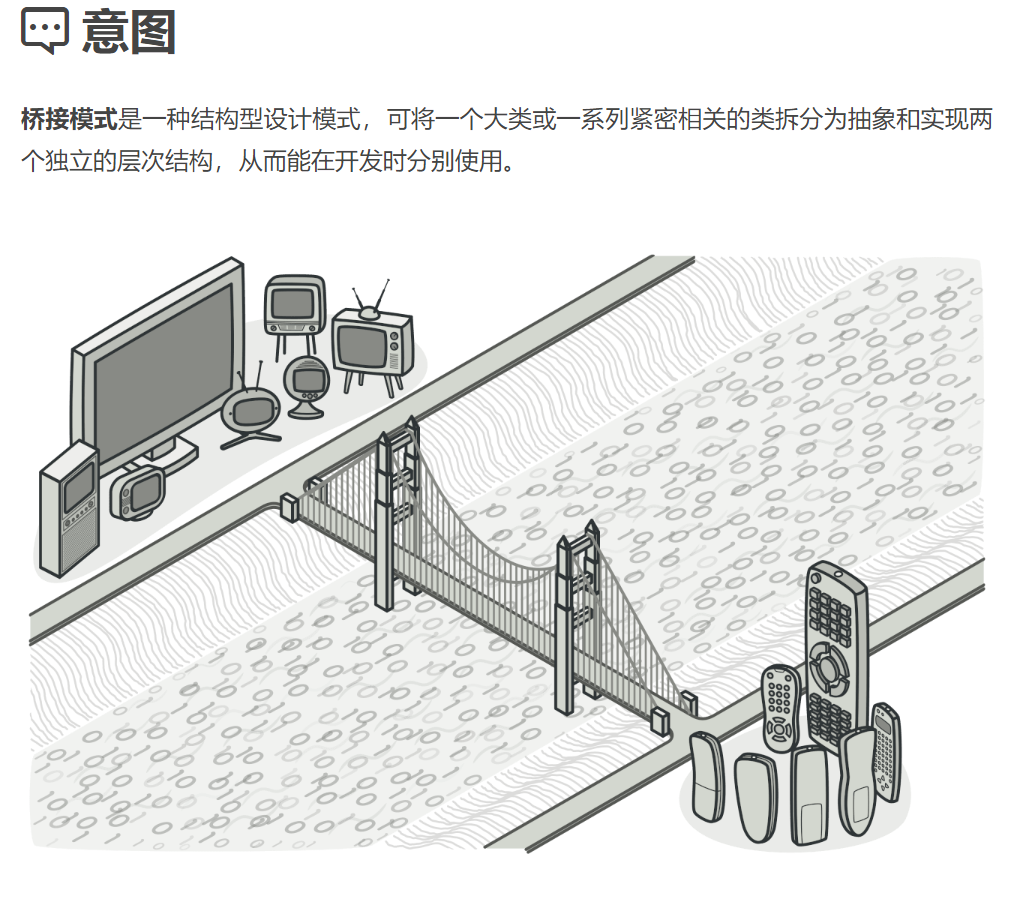 意图
桥接模式是一种结构型设计模式，可将一个大类或一系列紧密相关的类拆分为抽象和实现两
个独立的层次结构，从而能在开发时分别使用。